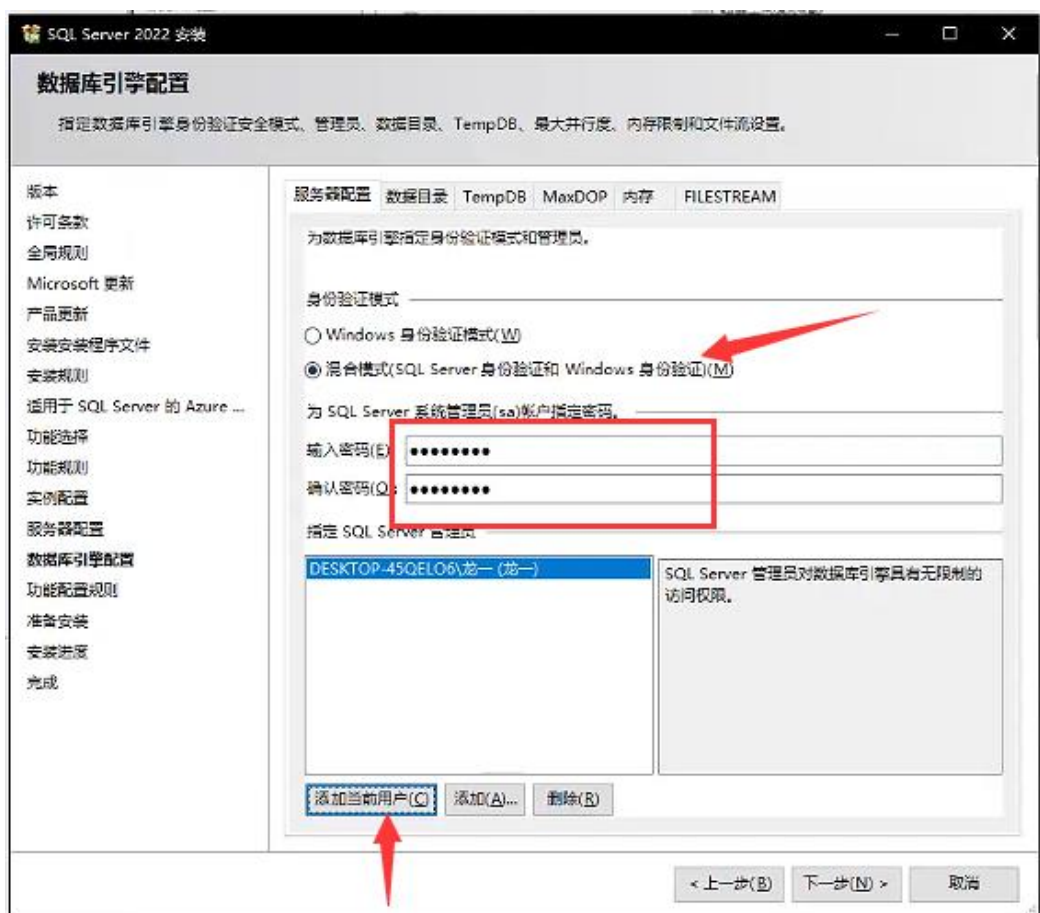 SQL Server 2022 安装
数据库引擎配置
指定数据库引擎身份验证安全模式、管理员、数据目录、TempDB、最大并行度、内存限制和文件流设置。
版本
许可条款
全局规则
Microsoft 更新
产品更新
安装安装程序文件
安装规则
适用于 SQL Server 的 Azure ...
功能选择
功能规则
实例配置
服务器配置
数据库引擎配置
功能配置规则
准备安装
安装进度
完成
服务器配置 数据目录 TempDB MaxDOP 内存 FILESTREAM
为数据库引擎指定身份验证模式和管理员。
身份验证模式
Windows 身份验证模式(W)
混合模式(SQL Server 身份验证和 Windows 身份验证)(M)
为 SQL Server 系统管理员(sa)帐户指定密码。
输入密码(E)
●●●●●●●●
确认密码(O):
●●●●●●●●
指定 SQL Server 管理员
DESKTOP-45QELO6\龙一 (龙一)
SQL Server 管理员对数据库引擎具有无限制的
访问权限。
添加当前用户(C) 添加(A)... 删除(R)
< 上一步(B) 下一步(N) > 取消